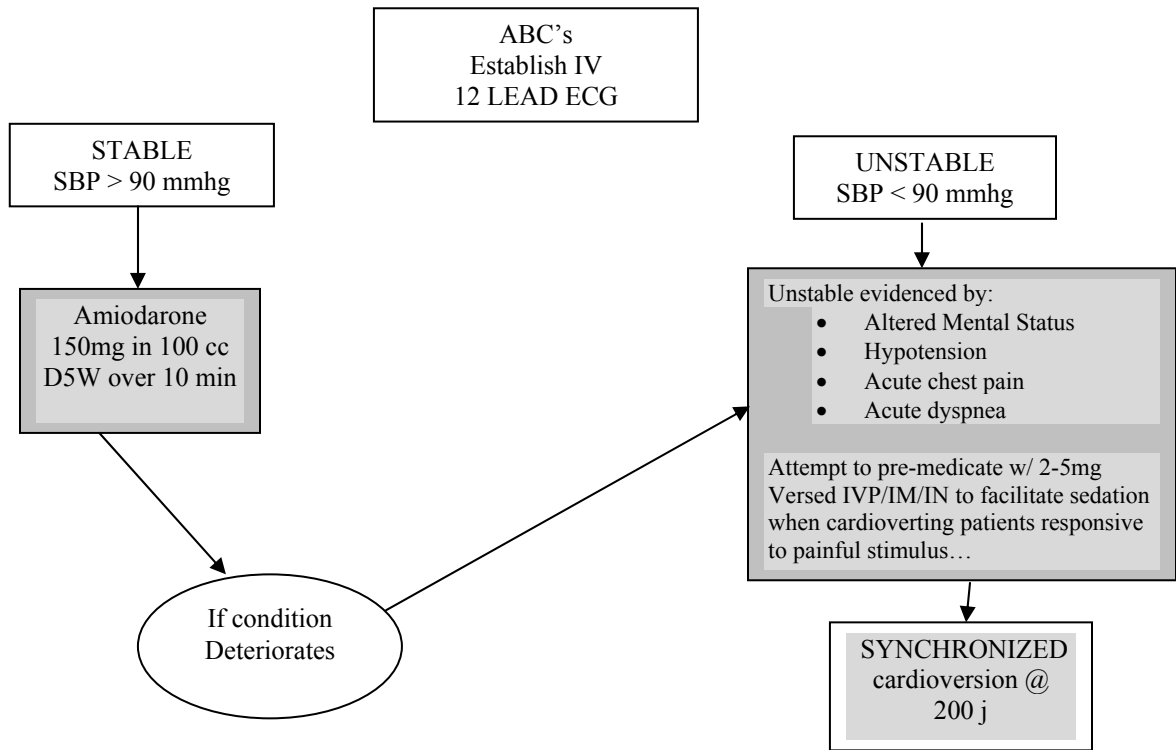 ABC’s
Establish IV
12 LEAD ECG
STABLE
SBP > 90 mmhg
UNSTABLE
SBP < 90 mmhg
Amiodarone
150mg in 100 cc
D5W over 10 min
Unstable evidenced by:
• Altered Mental Status
• Hypotension
• Acute chest pain
• Acute dyspnea
Attempt to pre-medicate w/ 2-5mg
Versed IVP/IM/IN to facilitate sedation
when cardioverting patients responsive
to painful stimulus…
If condition
Deteriorates
SYNCHRONIZED
cardioversion @
200 j